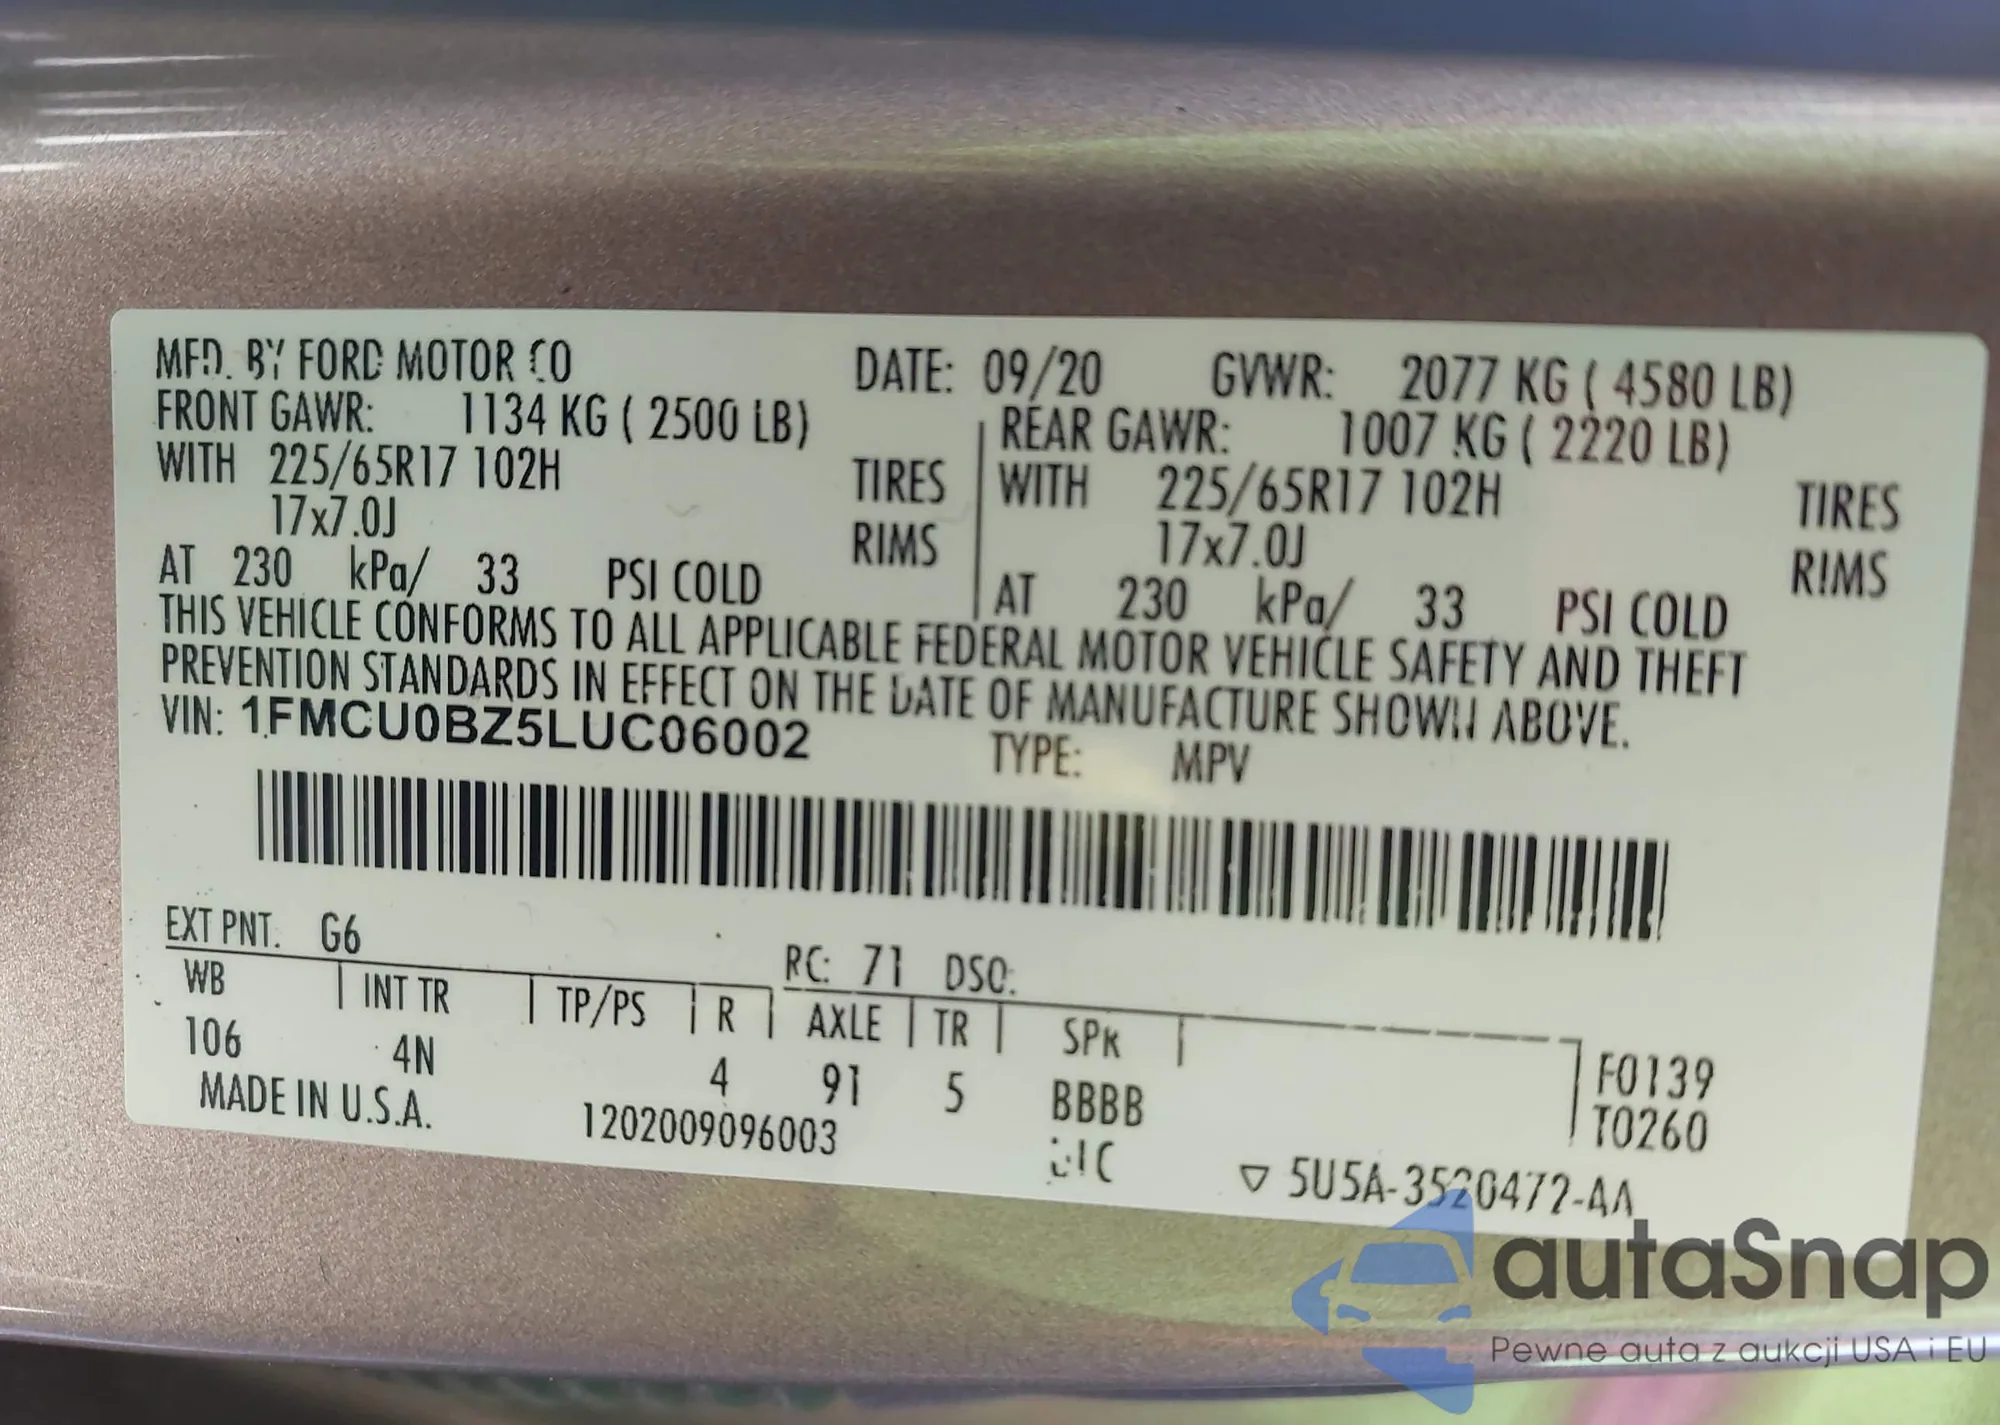 MFD. BY FORD MOTOR CO DATE: 09/20 GVWR: 2077 KG ( 4580 LB)
FRONT GAWR: 1134 KG ( 2500 LB) REAR GAWR: 1007 KG ( 2220 LB)
WITH 225/65R17 102H TIRES WITH 225/65R17 102H TIRES
17x7.0J RIMS 17x7.0J RIMS
AT 230 kPa/ 33 PSI COLD AT 230 kPa/ 33 PSI COLD
THIS VEHICLE CONFORMS TO ALL APPLICABLE FEDERAL MOTOR VEHICLE SAFETY AND THEFT
PREVENTION STANDARDS IN EFFECT ON THE DATE OF MANUFACTURE SHOWN ABOVE.
VIN: 1FMCU0BZ5LUC06002 TYPE: MPV
EXT PNT. G6 RC: 71 DSO:
WB INT TR TP/PS R AXLE TR SPR
106 4N 4 91 5 BBBB F0139
T0260
MADE IN U.S.A. 1202009096003 ▽ 5U5A-3520472-AA
autaSnap
Pewne auta z aukcji USA i EU